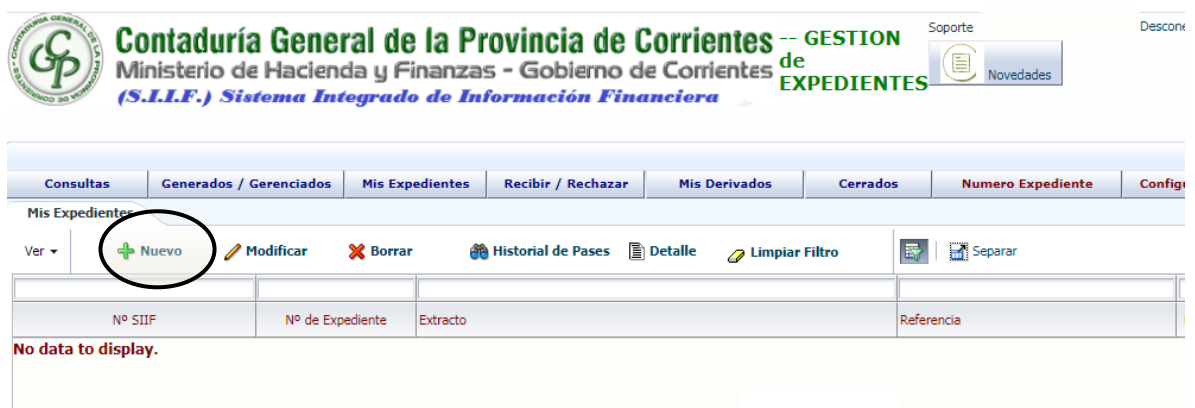 Contaduría General de la Provincia de Corrientes
Ministerio de Hacienda y Finanzas - Gobierno de Corrientes
(S.I.I.F.) Sistema Integrado de Información Financiera
-- GESTION
de
EXPEDIENTES
Soporte
Novedades
Descone
Consultas Generados / Gerenciados Mis Expedientes Recibir / Rechazar Mis Derivados Cerrados Numero Expediente Config
Mis Expedientes
Ver Nuevo Modificar Borrar Historial de Pases Detalle Limpiar Filtro Separar
Nº SIIF Nº de Expediente Extracto Referencia
No data to display.